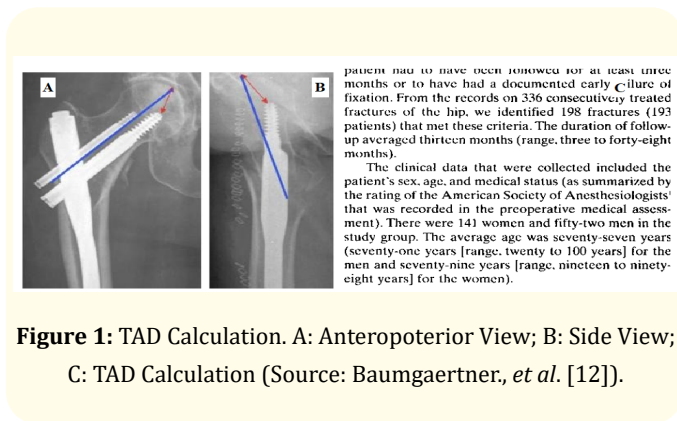 A
B
patient had to have been followed for at least three
months or to have had a documented early C ilure of
fixation. From the records on 336 consecutively treated
fractures of the hip, we identified 198 fractures (193
patients) that met these criteria. The duration of follow-
up averaged thirteen months (range, three to forty-eight
months).
The clinical data that were collected included the
patient's sex, age, and medical status (as summarized by
the rating of the American Society of Anesthesiologists'
that was recorded in the preoperative medical assess-
ment). There were 141 women and fifty-two men in the
study group. The average age was seventy-seven years
(seventy-one years [range, twenty to 100 years] for the
men and seventy-nine years [range, nineteen to ninety-
eight years] for the women).
Figure 1: TAD Calculation. A: Anteropoterior View; B: Side View;
C: TAD Calculation (Source: Baumgaertner., et al. [12]).